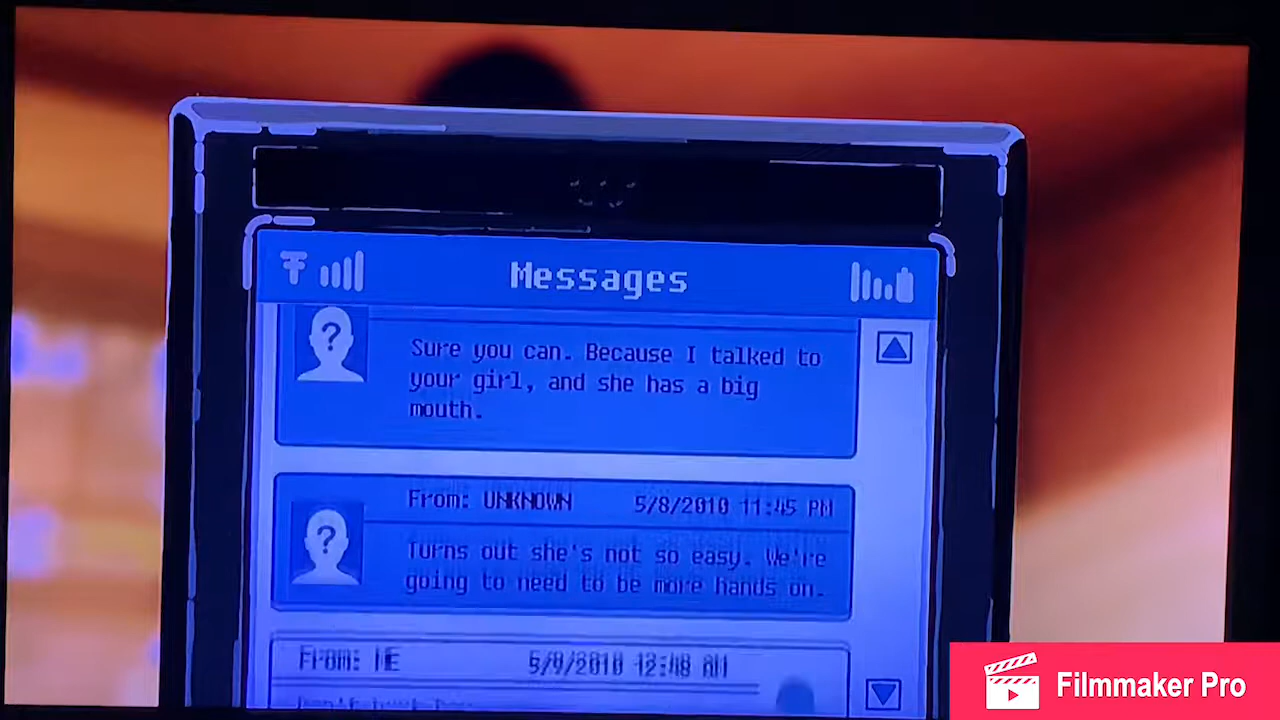 Messages
Sure you can. Because I talked to
your girl, and she has a big
mouth.
From: UNKNOWN 5/8/2010 11:45 PM
Turns out she's not so easy. We're
going to need to be more hands on.
From: ME 5/9/2010 12:48 AM
Filmmaker Pro